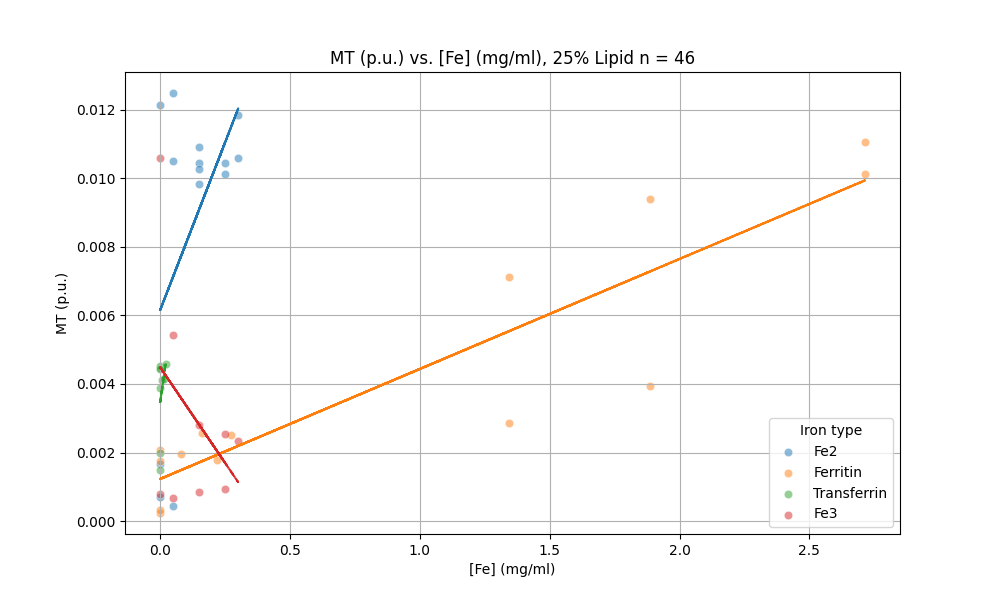 MT (p.u.) vs. [Fe] (mg/ml), 25% Lipid n = 46
MT (p.u.)
0.012
0.010
0.008
0.006
0.004
0.002
0.000
0.0 0.5 1.0 1.5 2.0 2.5
[Fe] (mg/ml)
Iron type
Fe2
Ferritin
Transferrin
Fe3